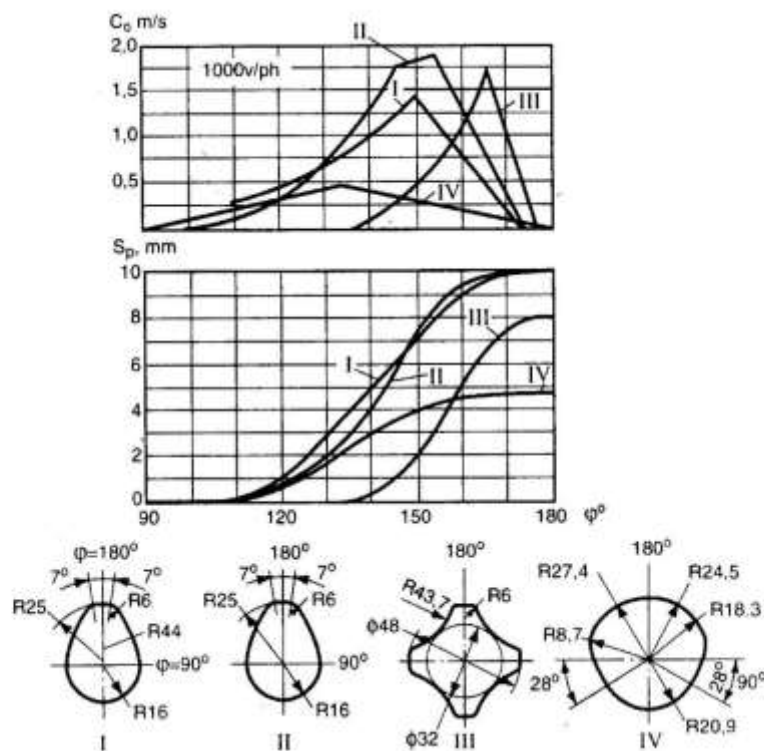 C₆ m/s
2,0
1000v/ph
II
1,5
I
III
1,0
0,5
IV
Sₚ, mm
10
8
III
6
I
II
IV
4
2
0
90
120
150
180
φ°
φ=180°
7°
7°
R25
R6
R44
φ=90°
R16
I
180°
7°
7°
R25
R6
90°
R16
II
180°
R43,7
R6
ϕ48
28°
ϕ32
III
180°
R27,4
R24,5
R18.3
R8,7
28°
90°
R20,9
IV